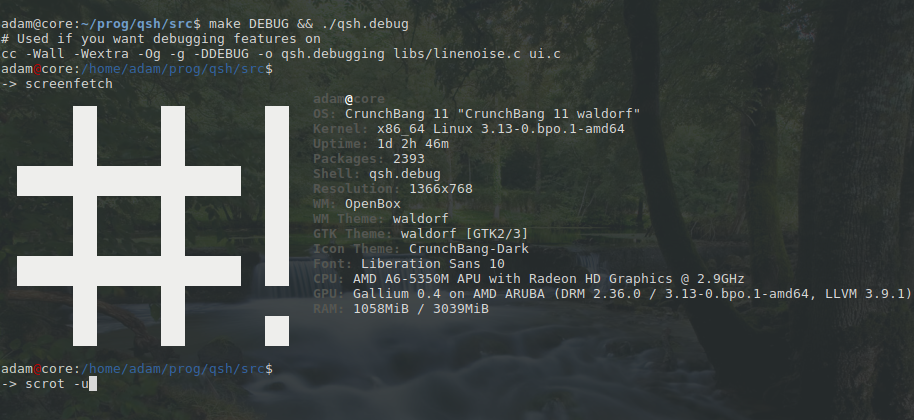 adam@core:~/prog/qsh/src$ make DEBUG && ./qsh.debug
# Used if you want debugging features on
cc -Wall -Wextra -Og -g -DDEBUG -o qsh.debugging libs/linenoise.c ui.c
adam@core:/home/adam/prog/qsh/src$
-> screenfetch
adam@core
OS: CrunchBang 11 "CrunchBang 11 waldorf"
Kernel: x86_64 Linux 3.13-0.bpo.1-amd64
Uptime: 1d 2h 46m
Packages: 2393
Shell: qsh.debug
Resolution: 1366x768
WM: OpenBox
WM Theme: waldorf
GTK Theme: waldorf [GTK2/3]
Icon Theme: CrunchBang-Dark
Font: Liberation Sans 10
CPU: AMD A6-5350M APU with Radeon HD Graphics @ 2.9GHz
GPU: Gallium 0.4 on AMD ARUBA (DRM 2.36.0 / 3.13-0.bpo.1-amd64, LLVM 3.9.1)
RAM: 1058MiB / 3039MiB
adam@core:/home/adam/prog/qsh/src$
-> scrot -u